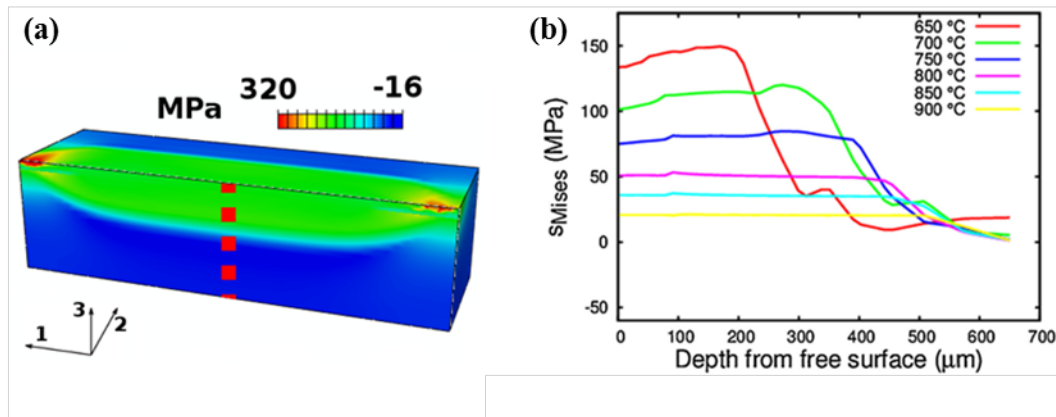 (a)
MPa
320
-16
3
2
1
(b)
sMises (MPa)
150
100
50
0
-50
650 °C
700 °C
750 °C
800 °C
850 °C
900 °C
0 100 200 300 400 500 600 700
Depth from free surface (μm)